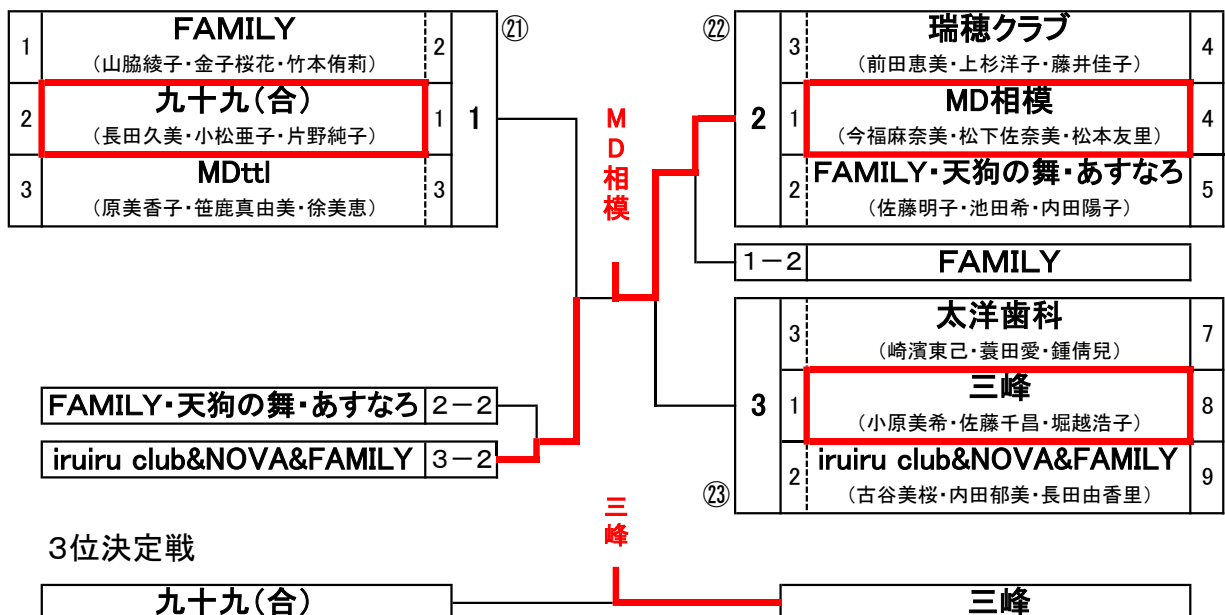 1 FAMILY 2 ㉑
(山脇綾子・金子桜花・竹本侑莉)
2 九十九(合) 1 1
(長田久美・小松亜子・片野純子)
3 MDttl 3
(原美香子・笹鹿真由美・徐美恵)
MD相模
㉒ 3 瑞穂クラブ 4
(前田恵美・上杉洋子・藤井佳子)
2 1 MD相模 4
(今福麻奈美・松下佐奈美・松本友里)
2 FAMILY・天狗の舞・あすなろ 5
(佐藤明子・池田希・内田陽子)
1-2 FAMILY
3 太洋歯科 7
(崎濱東己・蓑田愛・鍾倩兒)
3 1 三峰 8
(小原美希・佐藤千昌・堀越浩子)
2 iruiru club&NOVA&FAMILY 9
㉓ (古谷美桜・内田郁美・長田由香里)
FAMILY・天狗の舞・あすなろ 2-2
iruiru club&NOVA&FAMILY 3-2
三峰
3位決定戦
九十九(合) 三峰